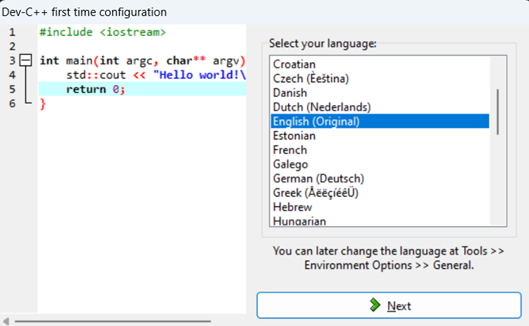 Dev-C++ first time configuration
1 #include <iostream>
2
3 int main(int argc, char** argv)
4 std::cout << "Hello world!\
5 return 0;
6 }
Select your language:
Croatian
Czech (Èeština)
Danish
Dutch (Nederlands)
English (Original)
Estonian
French
Galego
German (Deutsch)
Greek (ÅëëçíéêÜ)
Hebrew
Hungarian
You can later change the language at Tools >>
Environment Options >> General.
Next